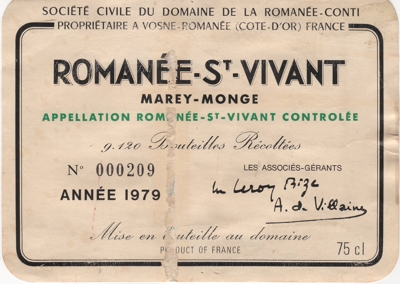 SOCIÉTÉ CIVILE DU DOMAINE DE LA ROMANÉE-CONTI
PROPRIÉTAIRE A VOSNE-ROMANÉE (COTE-D'OR) FRANCE
ROMANÉE-ST-VIVANT
MAREY-MONGE
APPELLATION ROMANÉE-ST-VIVANT CONTROLÉE
9.120 Bouteilles Récoltées
Nº 000209
LES ASSOCIÉS-GÉRANTS
ANNÉE 1979
Leroy Bize
A. de Villaine
Mise en bouteille au domaine
PRODUCT OF FRANCE
75 cl